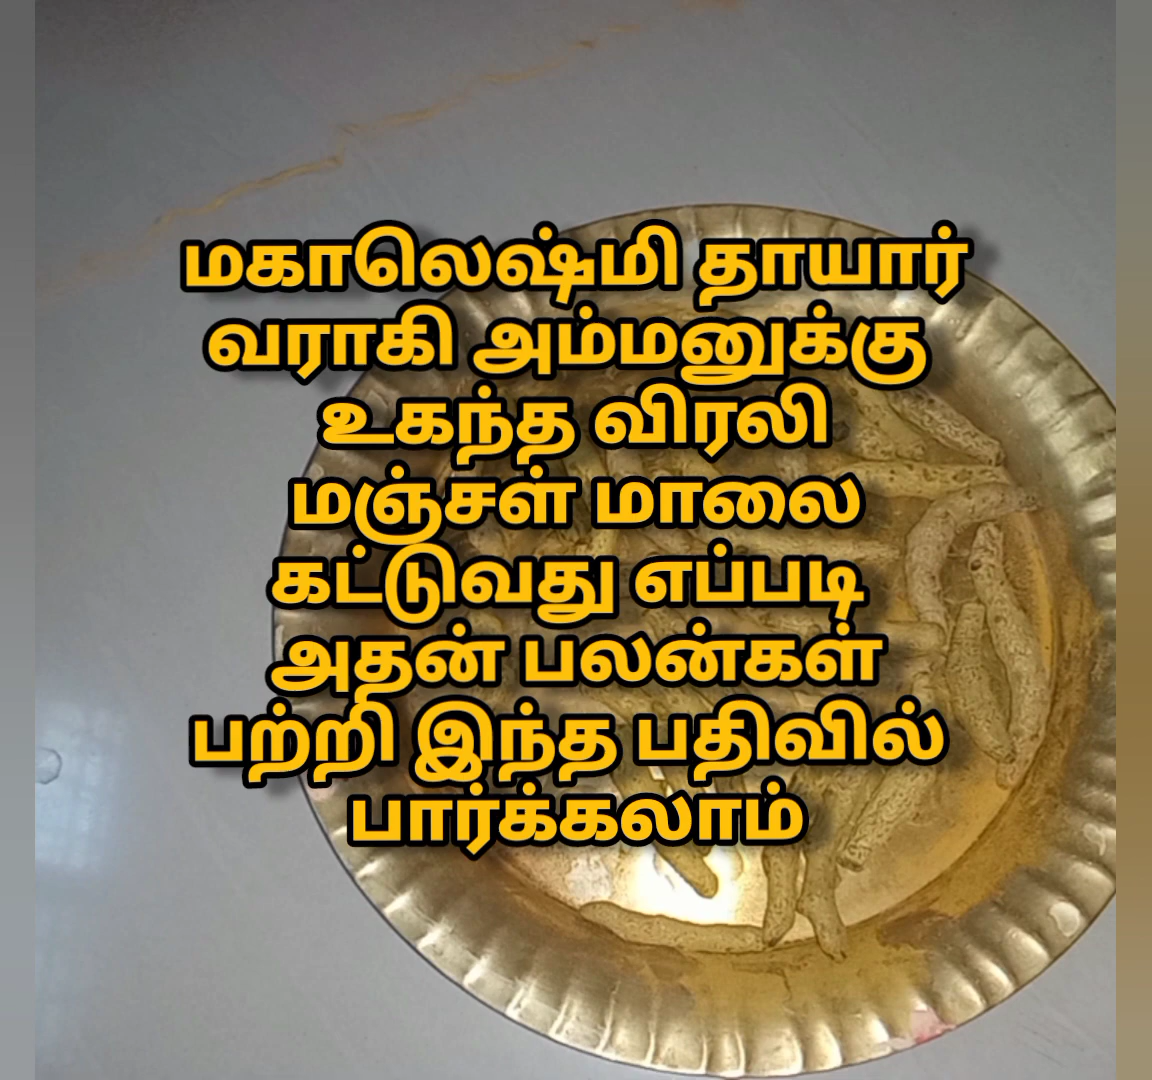 மகாலெஷ்மி தாயார்
வராகி அம்மனுக்கு
உகந்த விரலி
மஞ்சள் மாலை
கட்டுவது எப்படி
அதன் பலன்கள்
பற்றி இந்த பதிவில்
பார்க்கலாம்